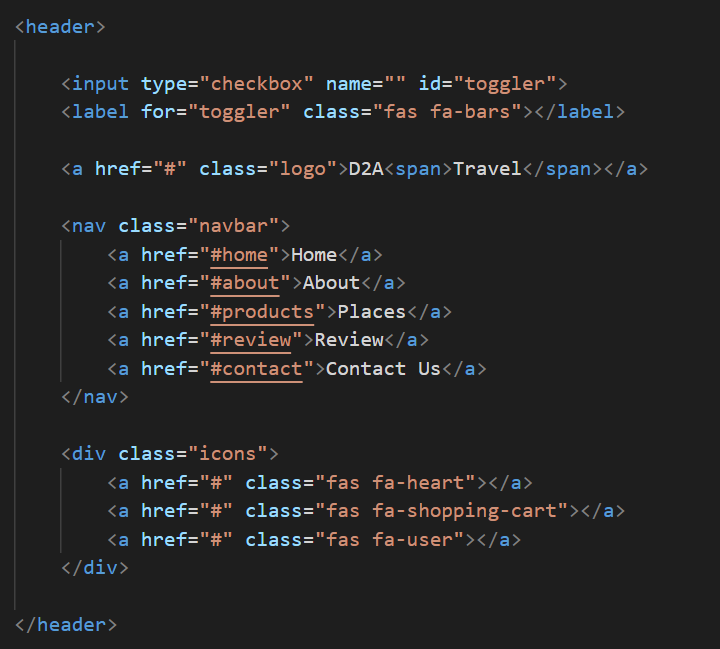 <header>
<input type="checkbox" name="" id="toggler">
<label for="toggler" class="fas fa-bars"></label>
<a href="#" class="logo">D2A<span>Travel</span></a>
<nav class="navbar">
<a href="#home">Home</a>
<a href="#about">About</a>
<a href="#products">Places</a>
<a href="#review">Review</a>
<a href="#contact">Contact Us</a>
</nav>
<div class="icons">
<a href="#" class="fas fa-heart"></a>
<a href="#" class="fas fa-shopping-cart"></a>
<a href="#" class="fas fa-user"></a>
</div>
</header>